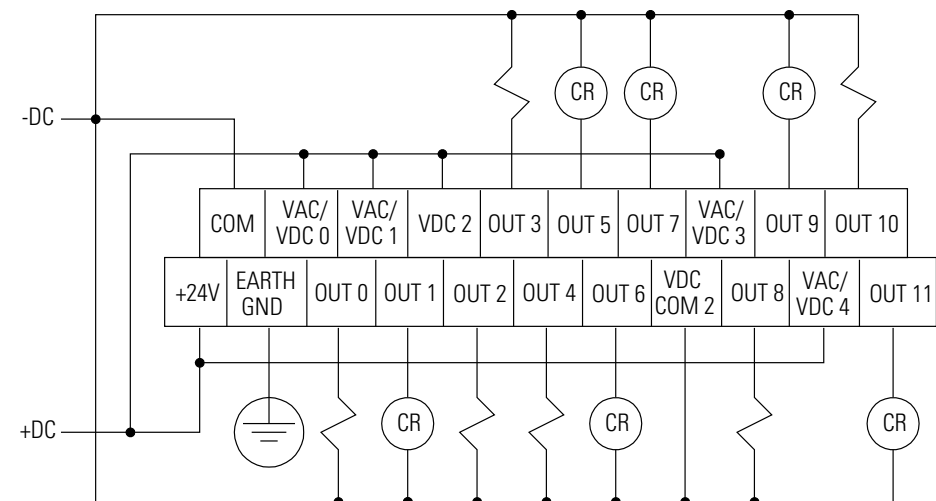 CR CR CR
-DC
COM VAC/ VDC 0 VAC/ VDC 1 VDC 2 OUT 3 OUT 5 OUT 7 VAC/ VDC 3 OUT 9 OUT 10
+24V EARTH GND OUT 0 OUT 1 OUT 2 OUT 4 OUT 6 VDC COM 2 OUT 8 VAC/ VDC 4 OUT 11
+DC
CR CR CR